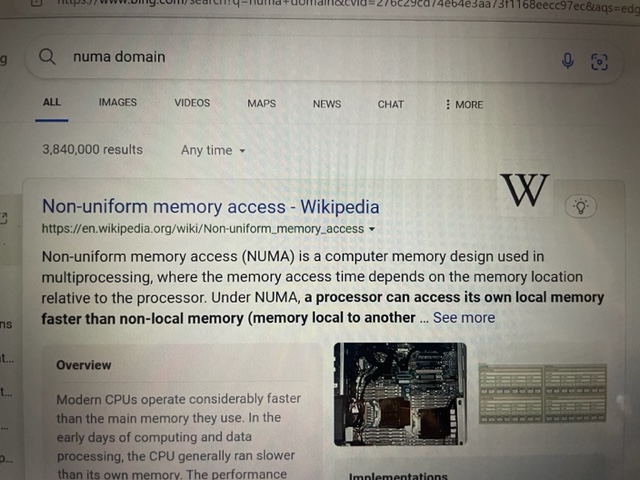 https://www.bing.com/search?q=numa+domain&cvid=276c29cd74e64e3aa73f1168eecc97ec&aqs=edg
g
numa domain
ALL IMAGES VIDEOS MAPS NEWS CHAT MORE
3,840,000 results Any time
W
Non-uniform memory access - Wikipedia
https://en.wikipedia.org/wiki/Non-uniform_memory_access
Non-uniform memory access (NUMA) is a computer memory design used in
multiprocessing, where the memory access time depends on the memory location
relative to the processor. Under NUMA, a processor can access its own local memory
faster than non-local memory (memory local to another ... See more
ns
t...
t...
...
p...
Overview
Modern CPUs operate considerably faster
than the main memory they use. In the
early days of computing and data
processing, the CPU generally ran slower
than its own memory. The performance
Implementations